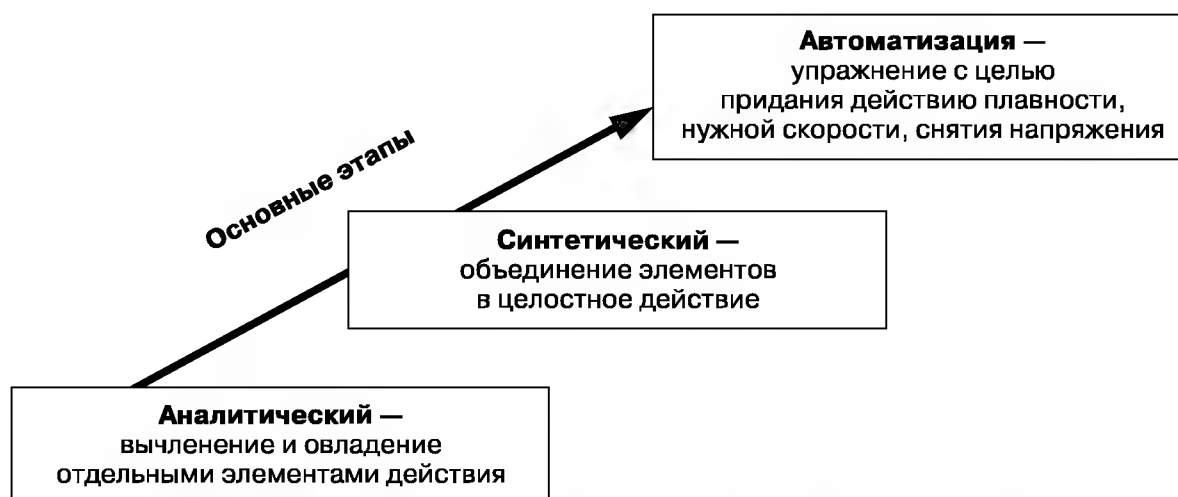 Автоматизация —
упражнение с целью
придания действию плавности,
нужной скорости, снятия напряжения
Основные этапы
Синтетический —
объединение элементов
в целостное действие
Аналитический —
вычленение и овладение
отдельными элементами действия